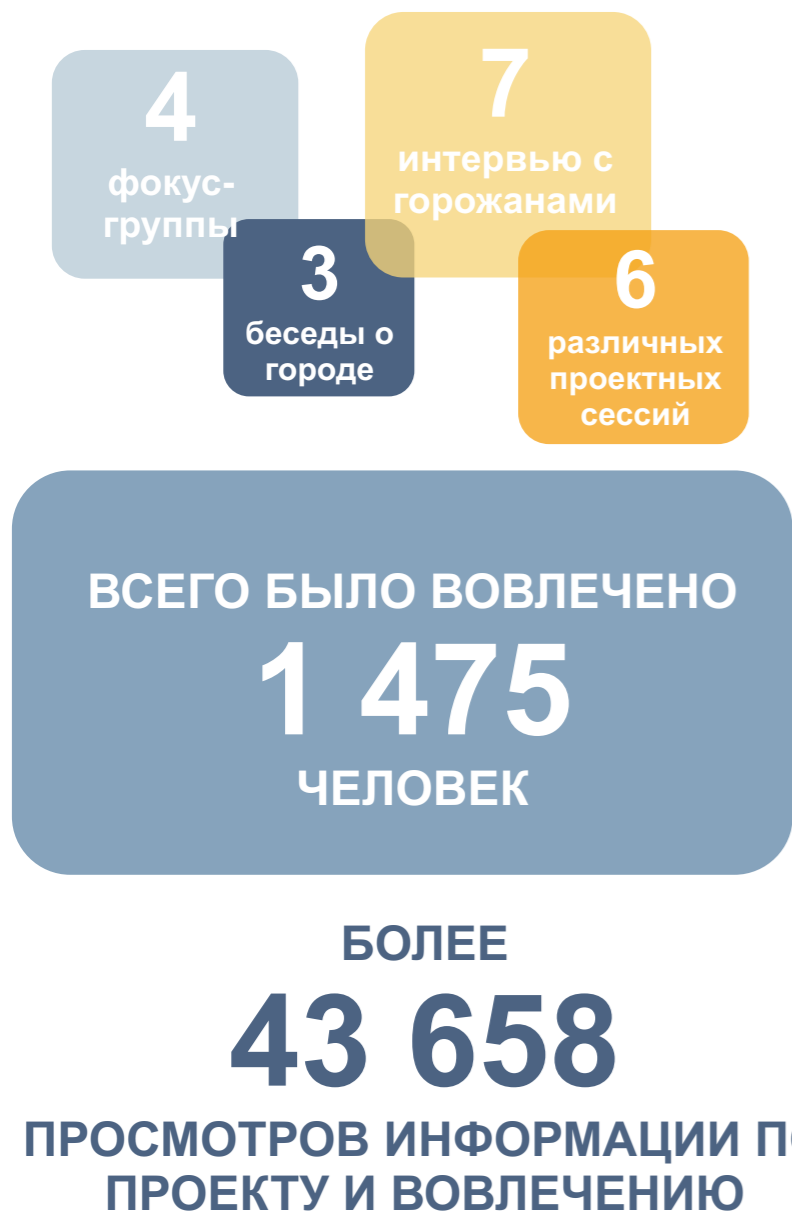 4
фокус-
группы
7
интервью с
горожанами
3
беседы о
городе
6
различных
проектных
сессий
ВСЕГО БЫЛО ВОВЛЕЧЕНО
1 475
ЧЕЛОВЕК
БОЛЕЕ
43 658
ПРОСМОТРОВ ИНФОРМАЦИИ
ПРОЕКТУ И ВОВЛЕЧЕНИЮ